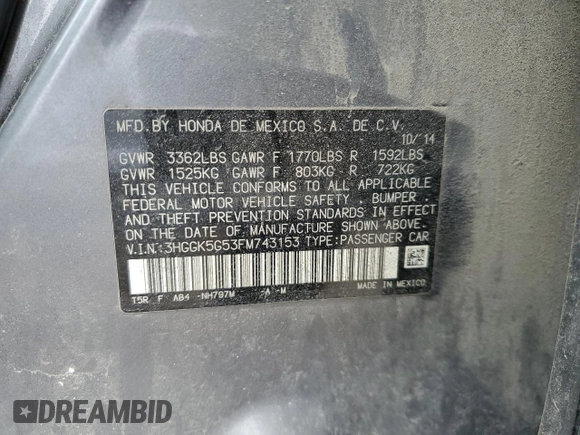 MFD. BY HONDA DE MEXICO S.A. DE C.V.
10/14
GVWR 3362LBS GAWR F 1770LBS R 1592LBS
GVWR 1525KG GAWR F 803KG R 722KG
THIS VEHICLE CONFORMS TO ALL APPLICABLE
FEDERAL MOTOR VEHICLE SAFETY, BUMPER,
AND THEFT PREVENTION STANDARDS IN EFFECT
ON THE DATE OF MANUFACTURE SHOWN ABOVE.
V.I.N.: 3HGGK5G53FM743153 TYPE: PASSENGER CAR
T5R F AB4 -NH797M -A -M MADE IN MEXICO
DREAMBID